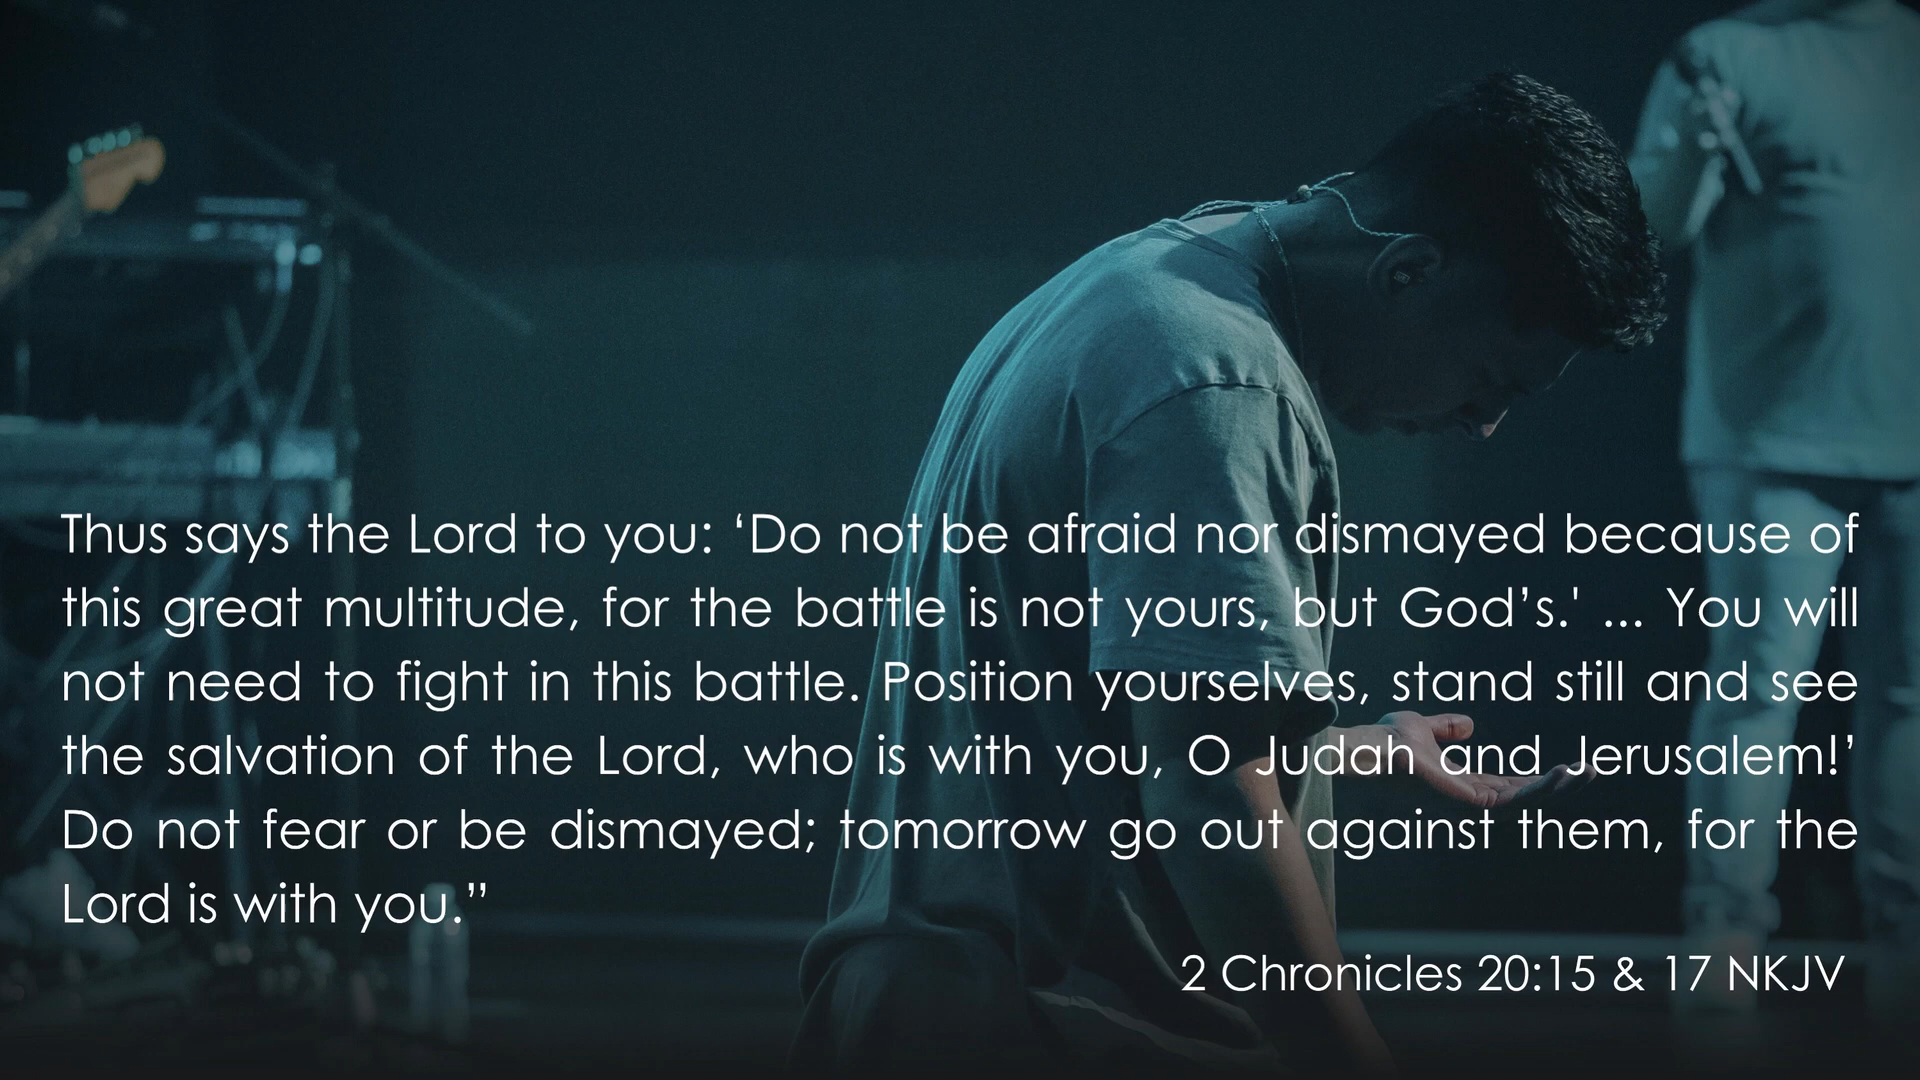 Thus says the Lord to you: ‘Do not be afraid nor dismayed because of
this great multitude, for the battle is not yours, but God’s.' ... You will
not need to fight in this battle. Position yourselves, stand still and see
the salvation of the Lord, who is with you, O Judah and Jerusalem!’
Do not fear or be dismayed; tomorrow go out against them, for the
Lord is with you.”
2 Chronicles 20:15 & 17 NKJV